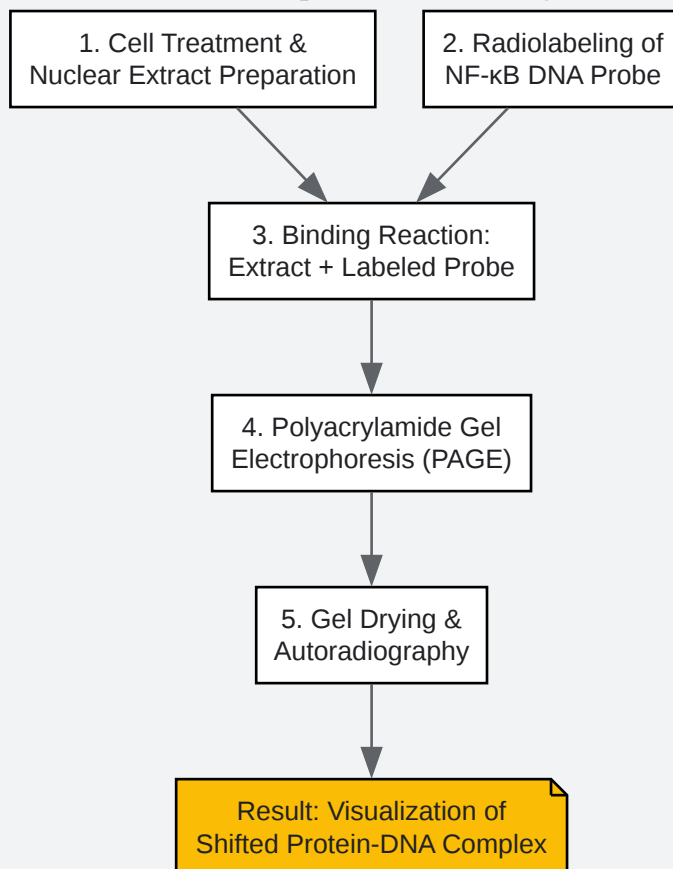 1. Cell Treatment &
Nuclear Extract Preparation
2. Radiolabeling of
NF-κB DNA Probe
3. Binding Reaction:
Extract + Labeled Probe
4. Polyacrylamide Gel
Electrophoresis (PAGE)
5. Gel Drying &
Autoradiography
Result: Visualization of
Shifted Protein-DNA Complex